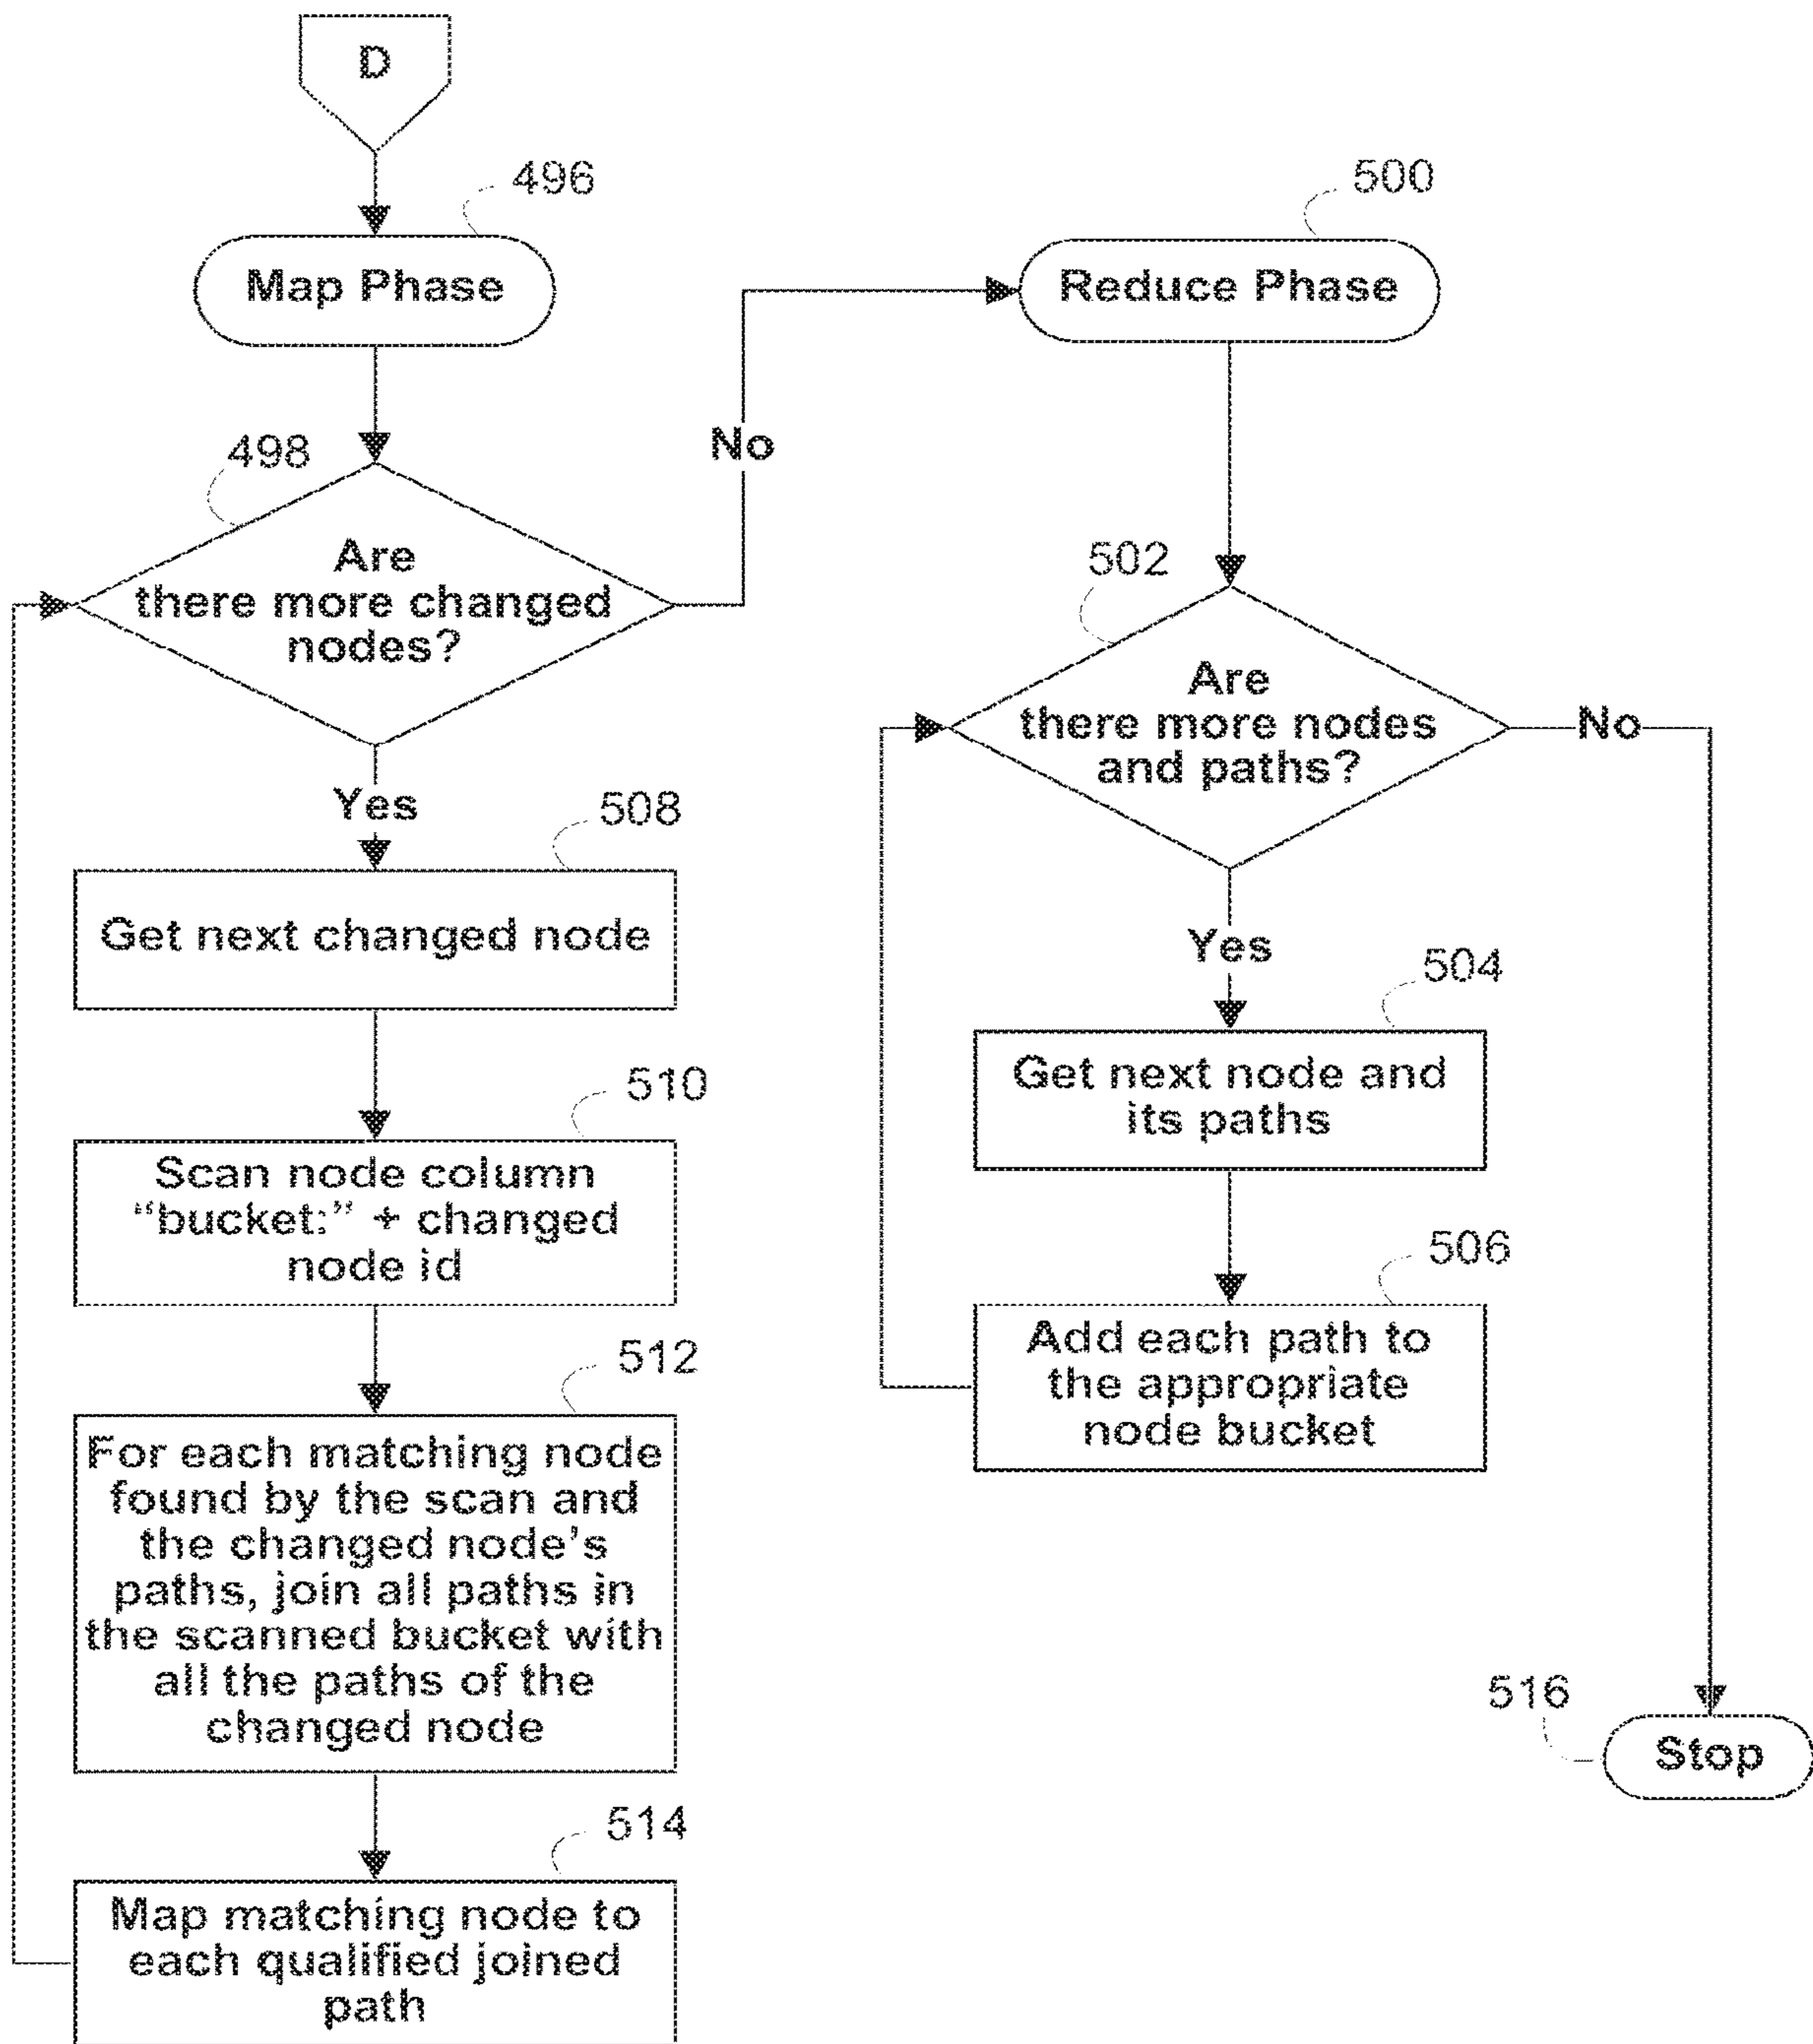 D
496
Map Phase
498
Are
there more changed
nodes?
No
Yes
508
Get next changed node
510
Scan node column
“bucket:” + changed
node id
512
For each matching node
found by the scan and
the changed node’s
paths, join all paths in
the scanned bucket with
all the paths of the
changed node
514
Map matching node to
each qualified joined
path
500
Reduce Phase
502
Are
there more nodes
and paths?
No
Yes
504
Get next node and
its paths
506
Add each path to
the appropriate
node bucket
516
Stop